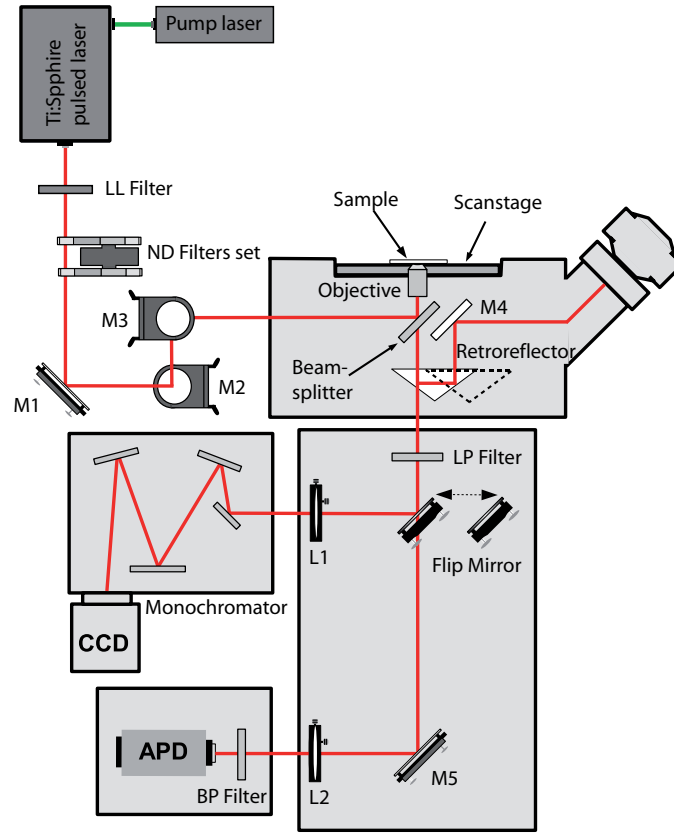 Pump laser
Ti:Spphire
pulsed laser
LL Filter
ND Filters set
Sample
Scanstage
Objective
M3
M4
Retroreflector
Beam-
splitter
M1
M2
LP Filter
L1
Flip Mirror
Monochromator
CCD
APD
BP Filter
L2
M5